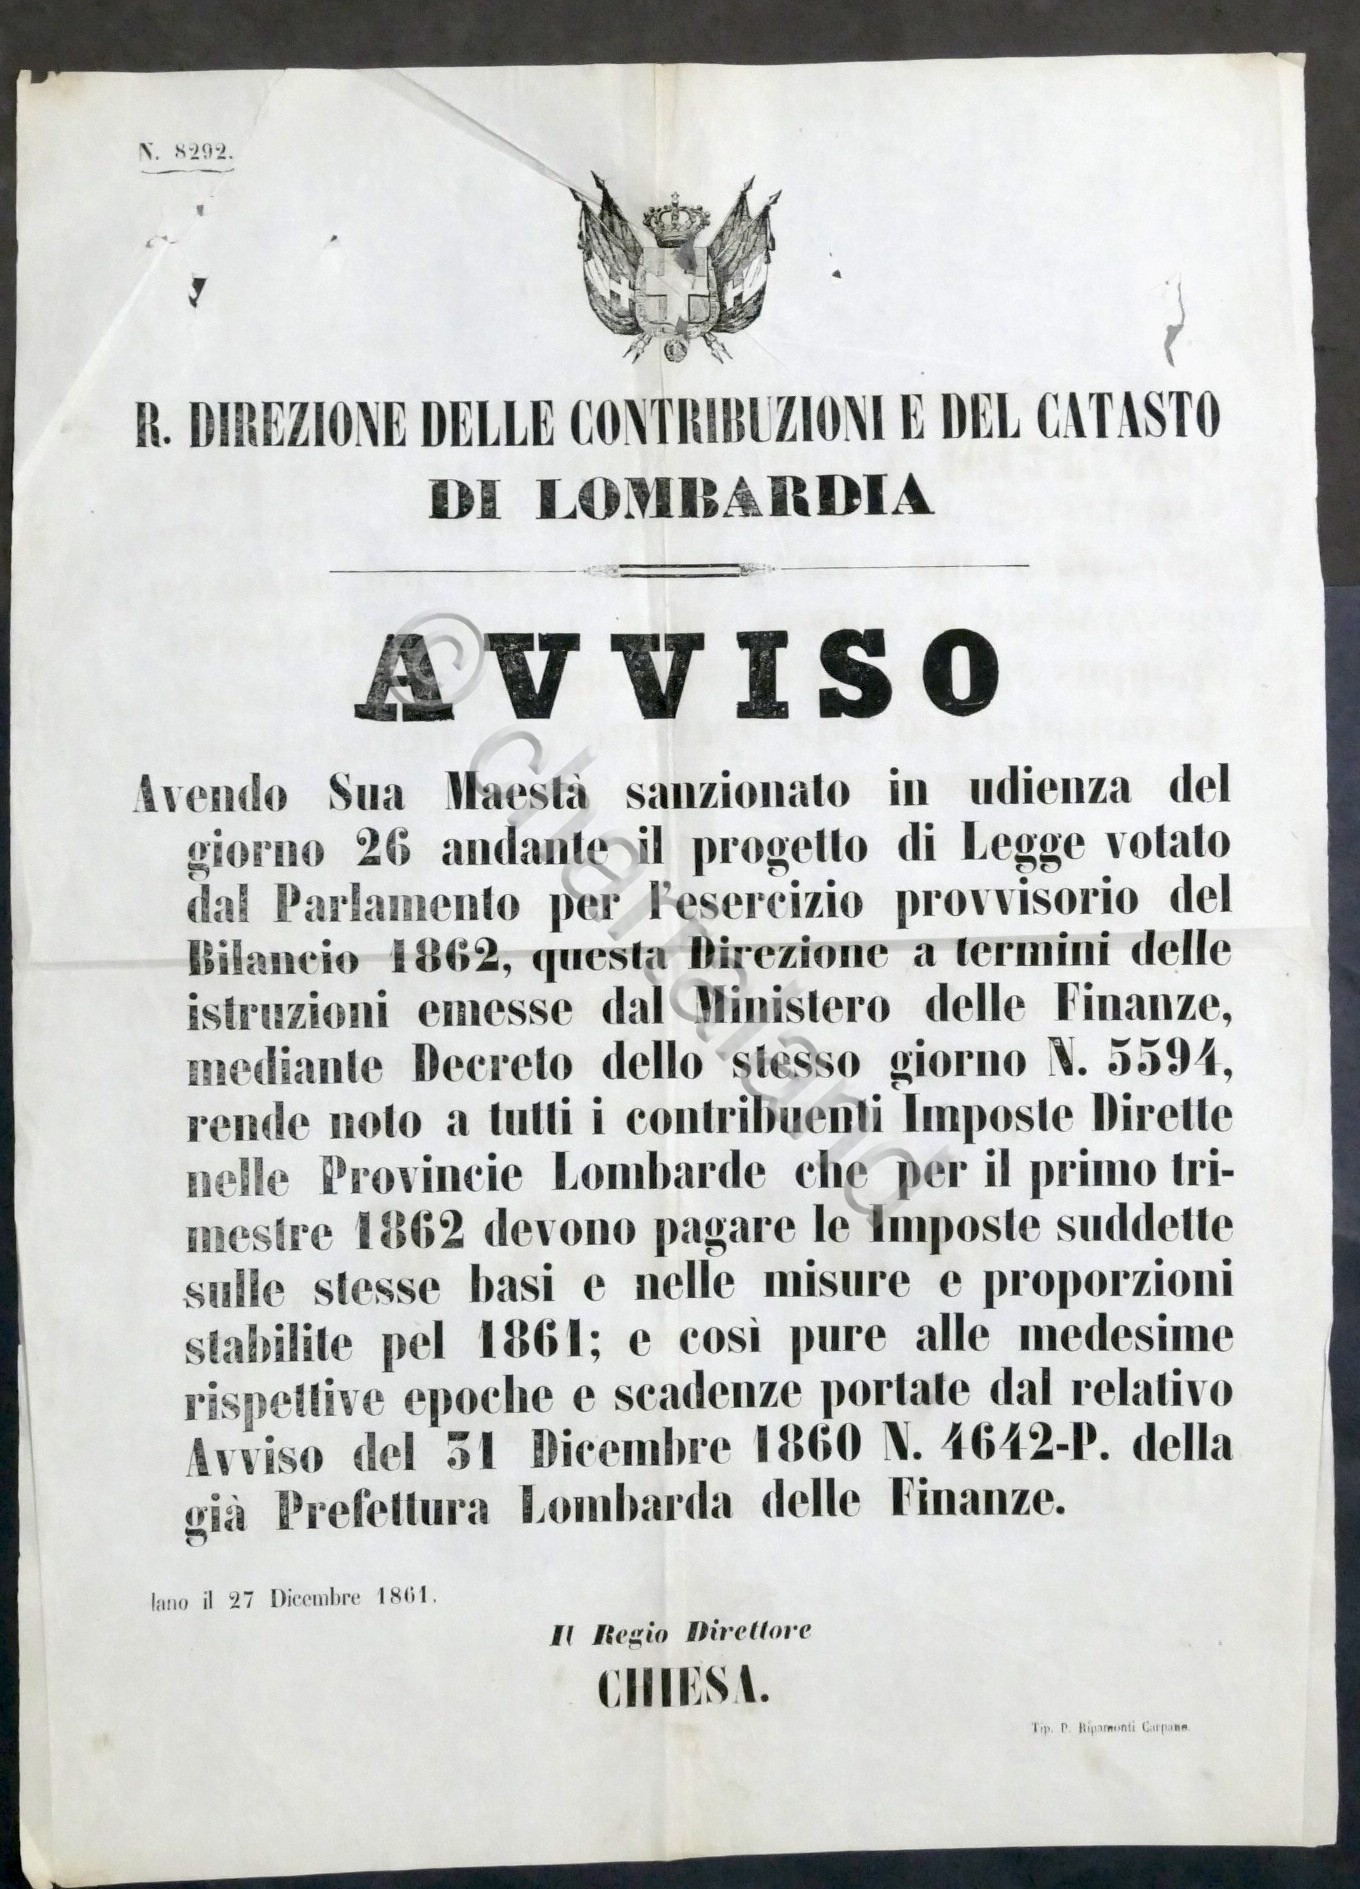 N. 8292.
R. DIREZIONE DELLE CONTRIBUZIONI E DEL CATASTO
DI LOMBARDIA
AVVISO
Avendo Sua Maestà sanzionato in udienza del
giorno 26 andante il progetto di Legge votato
dal Parlamento per l'esercizio provvisorio del
Bilancio 1862, questa Direzione a termini delle
istruzioni emesse dal Ministero delle Finanze,
mediante Decreto dello stesso giorno N. 5594,
rende noto a tutti i contribuenti Imposte Dirette
nelle Provincie Lombarde che per il primo tri-
mestre 1862 devono pagare le Imposte suddette
sulle stesse basi e nelle misure e proporzioni
stabilite pel 1861; e così pure alle medesime
rispettive epoche e scadenze portate dal relativo
Avviso del 31 Dicembre 1860 N. 4642-P. della
già Prefettura Lombarda delle Finanze.
lano il 27 Dicembre 1861.
Il Regio Direttore
CHIESA.
Tip. P. Ripamonti Carpano.
© chartaland